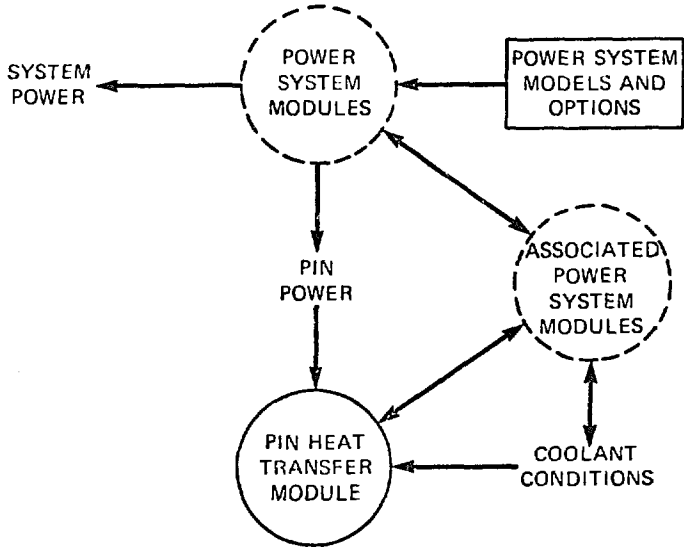 SYSTEM
POWER
POWER
SYSTEM
MODULES
POWER SYSTEM
MODELS AND
OPTIONS
PIN
POWER
ASSOCIATED
POWER
SYSTEM
MODULES
PIN HEAT
TRANSFER
MODULE
COOLANT
CONDITIONS